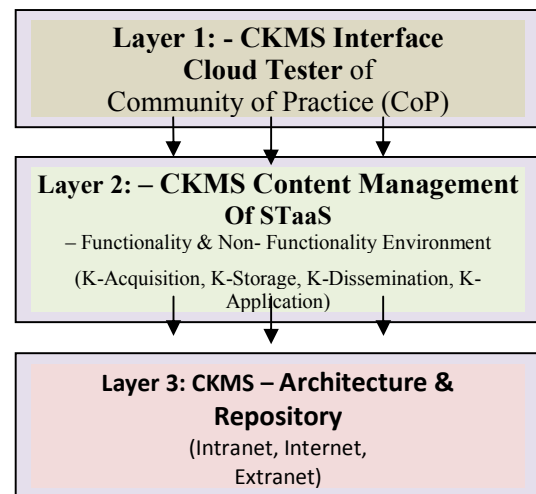 Layer 1: - CKMS Interface
Cloud Tester of
Community of Practice (CoP)
Layer 2: – CKMS Content Management
Of STaaS
– Functionality & Non- Functionality Environment
(K-Acquisition, K-Storage, K-Dissemination, K-
Application)
Layer 3: CKMS – Architecture &
Repository
(Intranet, Internet,
Extranet)